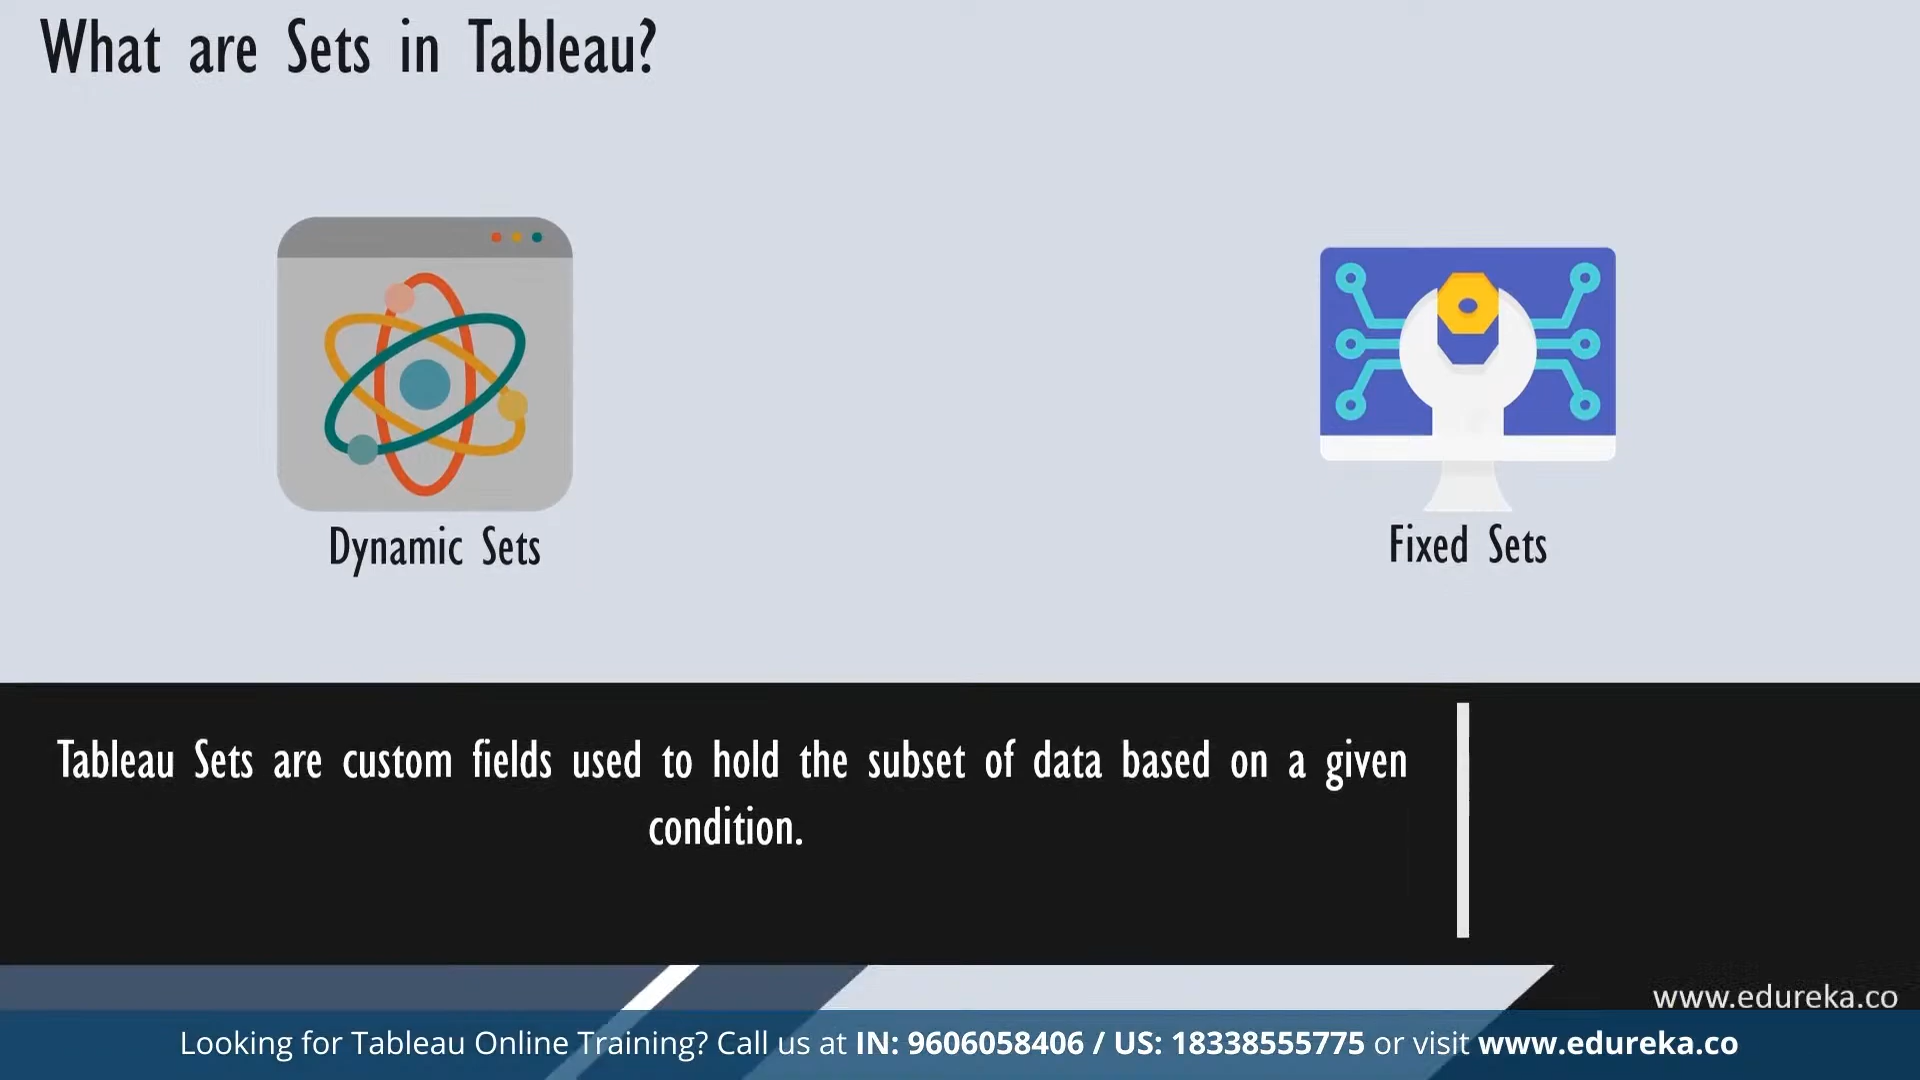 What are Sets in Tableau?
Dynamic Sets
Fixed Sets
Tableau Sets are custom fields used to hold the subset of data based on a given
condition.
www.edureka.co
Looking for Tableau Online Training? Call us at IN: 9606058406 / US: 18338555775 or visit www.edureka.co